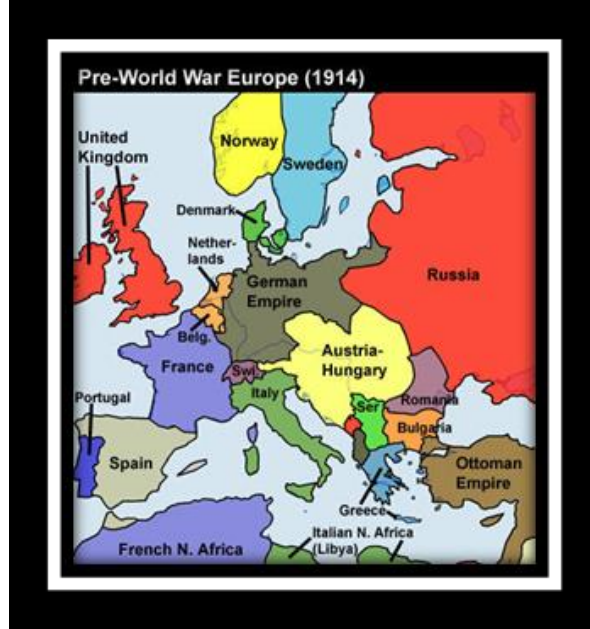 Pre-World War Europe (1914)
United
Kingdom
Norway
Sweden
Denmark
Nether-
lands
German
Empire
Russia
Belg.
France
Swi.
Austria-
Hungary
Italy
Portugal
Romania
Ser
Bulgaria
Spain
Ottoman
Empire
Greece
Italian N. Africa
(Libya)
French N. Africa